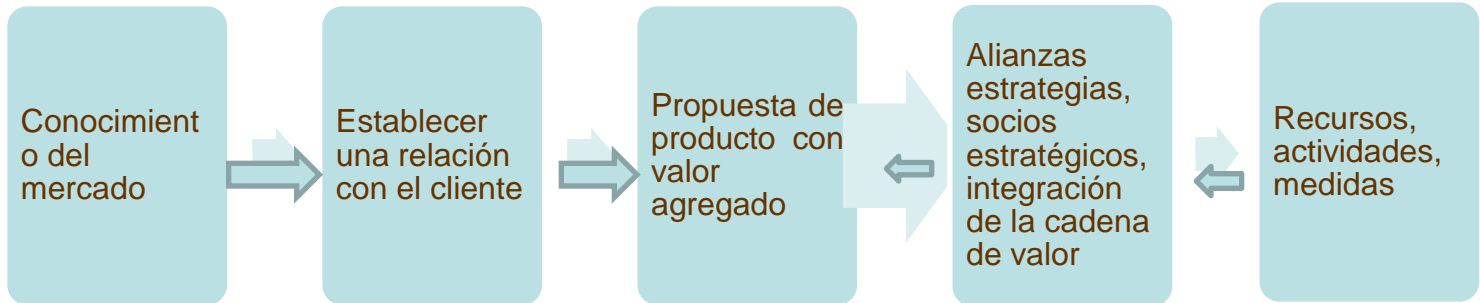 Conocimient
o del
mercado
Establecer
una relación
con el cliente
Propuesta de
producto con
valor
agregado
Alianzas
estrategias,
socios
estratégicos,
integración
de la cadena
de valor
Recursos,
actividades,
medidas